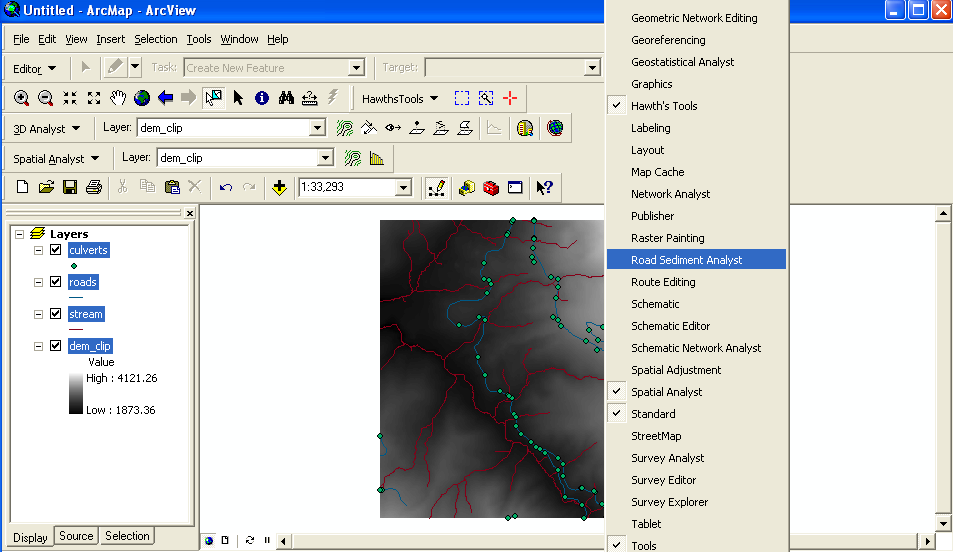 Untitled - ArcMap - ArcView
File Edit View Insert Selection Tools Window Help
Editor Task: Create New Feature Target:
HawthsTools
3D Analyst Layer: dem_clip
Spatial Analyst Layer: dem_clip
1:33,293
Layers
culverts
roads
stream
dem_clip
Value
High : 4121.26
Low : 1873.36
Display Source Selection
Geometric Network Editing
Georeferencing
Geostatistical Analyst
Graphics
Hawth's Tools
Labeling
Layout
Map Cache
Network Analyst
Publisher
Raster Painting
Road Sediment Analyst
Route Editing
Schematic
Schematic Editor
Schematic Network Analyst
Spatial Adjustment
Spatial Analyst
Standard
StreetMap
Survey Analyst
Survey Editor
Survey Explorer
Tablet
Tools